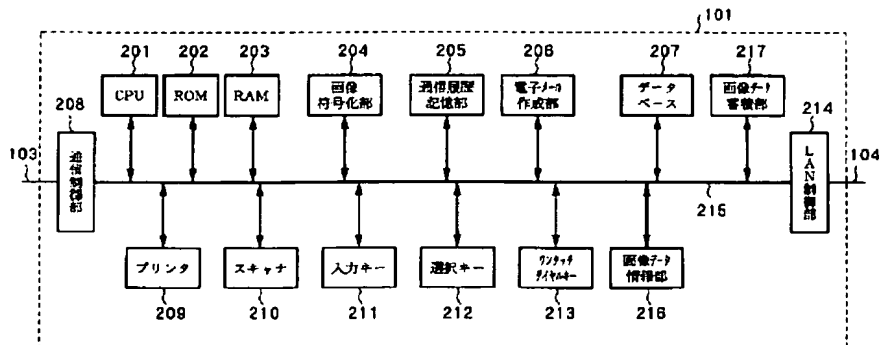 101
201
202
203
204
205
206
207
217
CPU
ROM
RAM
画像
符号化部
通信履歴
記憶部
電子メール
作成部
データ
ベース
画像データ
蓄積部
208
214
103
通信制御部
LAN制御部
104
215
プリンタ
スキャナ
入力キー
選択キー
ワンタッチ
ダイヤルキー
画像データ
情報部
209
210
211
212
213
216